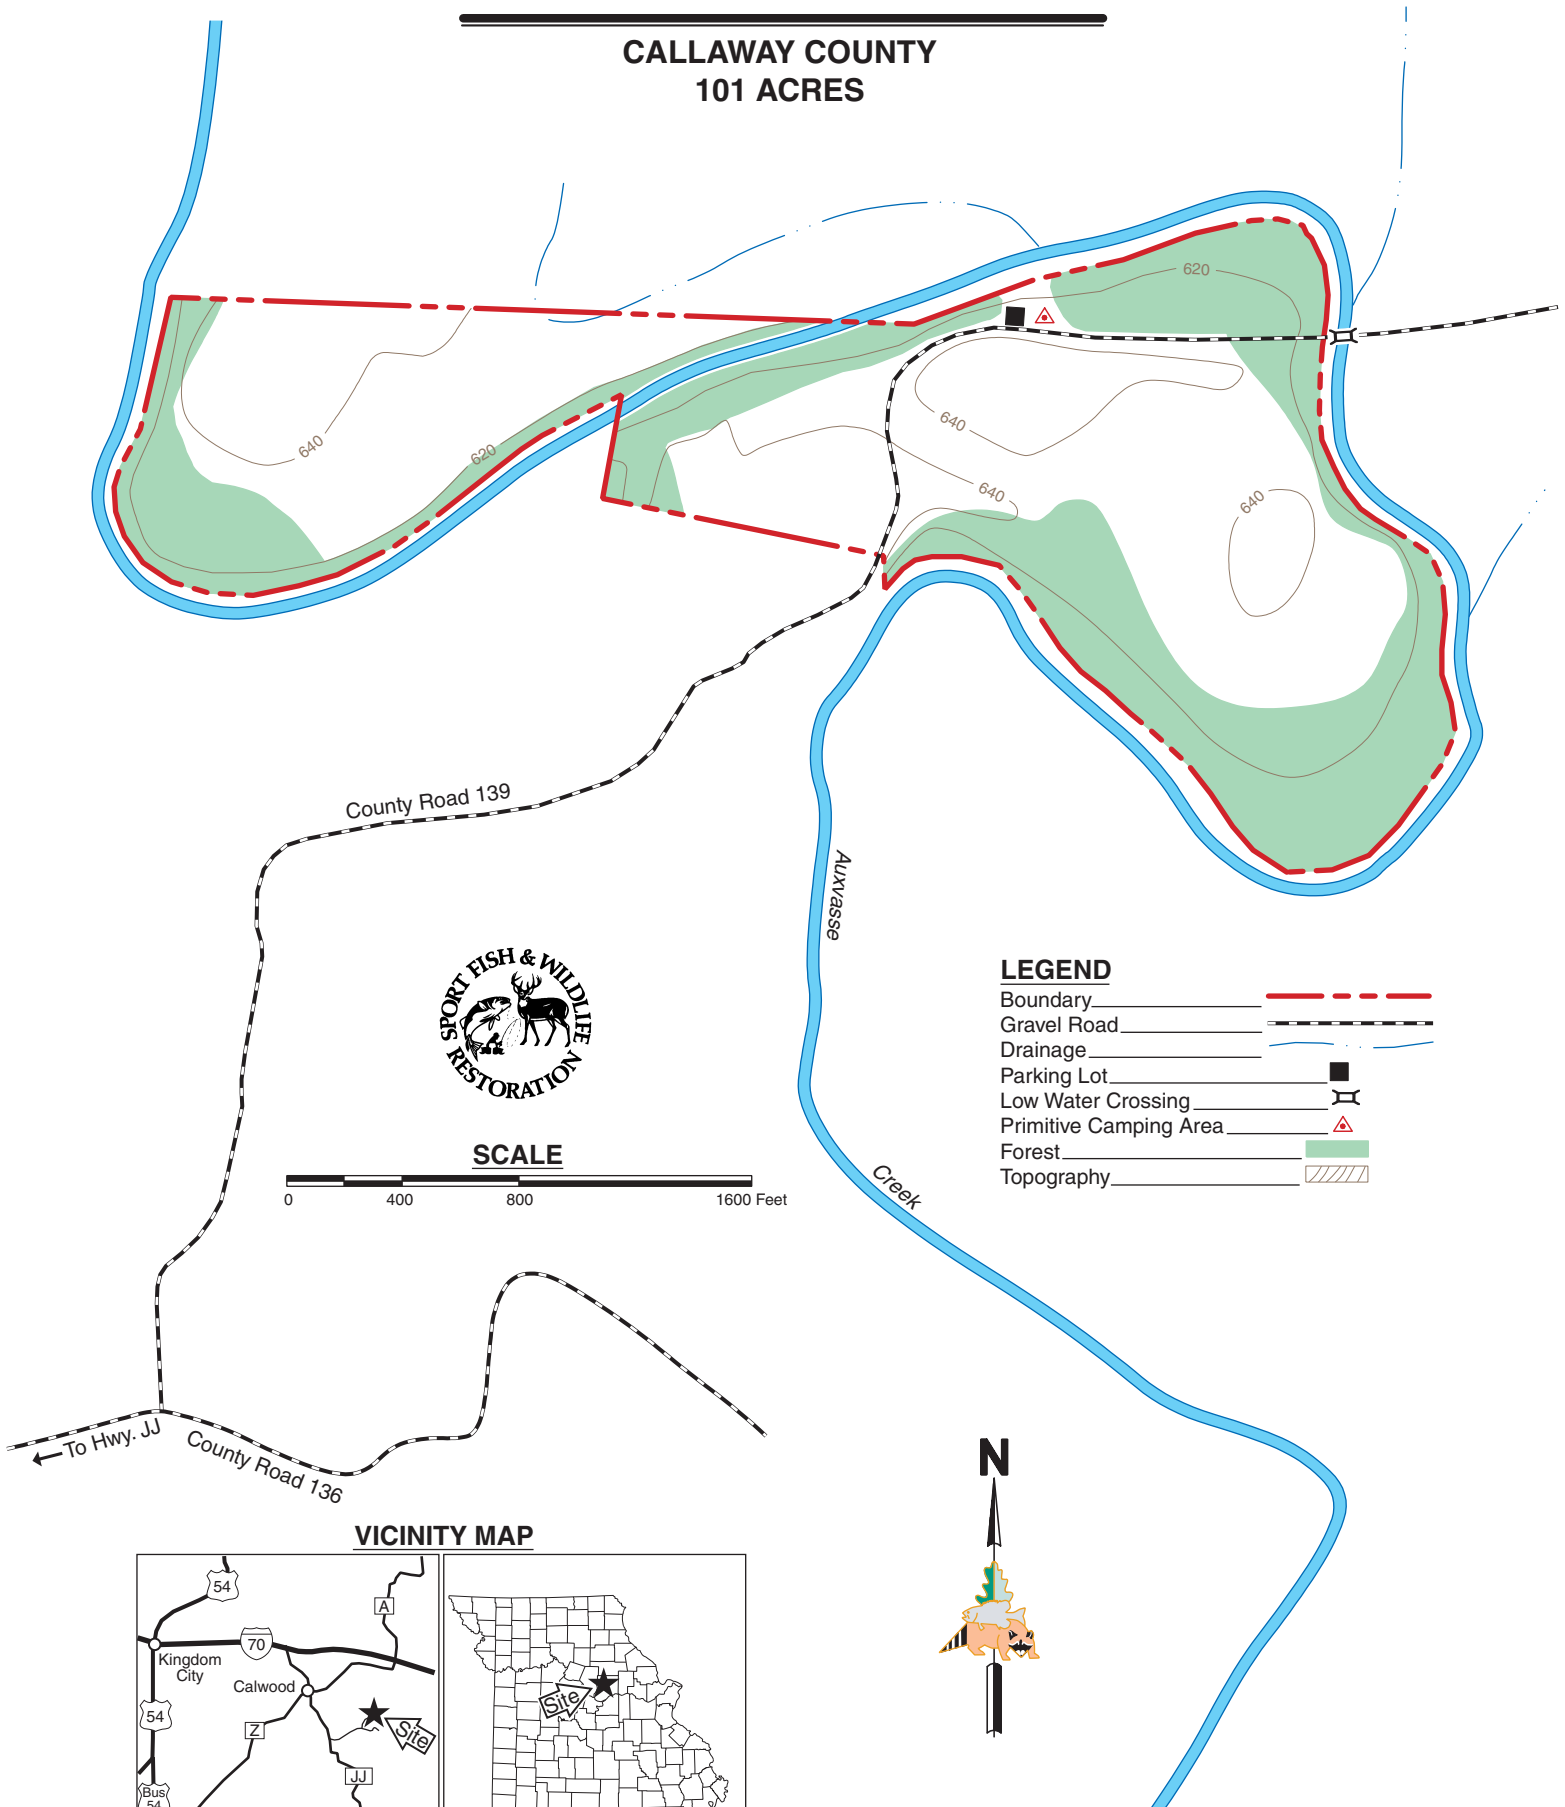 CALLAWAY COUNTY
101 ACRES
620
640
640
620
640
640
County Road 139
Auxvasse
SPORT FISH & WILDLIFE
RESTORATION
LEGEND
Boundary
Gravel Road
Drainage
Parking Lot
Low Water Crossing
Primitive Camping Area
Forest
Topography
SCALE
0 400 800 1600 Feet
Creek
To Hwy. JJ
County Road 136
N
VICINITY MAP
54
A
70
Kingdom
City
Calwood
Site
54
Z
Site
JJ
Bus
54